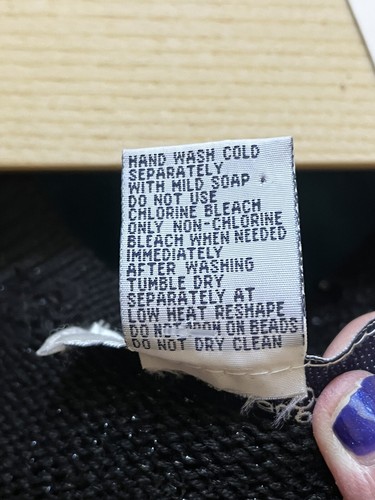 HAND WASH COLD
SEPARATELY
WITH MILD SOAP
DO NOT USE
CHLORINE BLEACH
ONLY NON-CHLORINE
BLEACH WHEN NEEDED
IMMEDIATELY
AFTER WASHING
TUMBLE DRY
SEPARATELY AT
LOW HEAT RESHAPE
DO NOT IRON ON BEADS
DO NOT DRY CLEAN